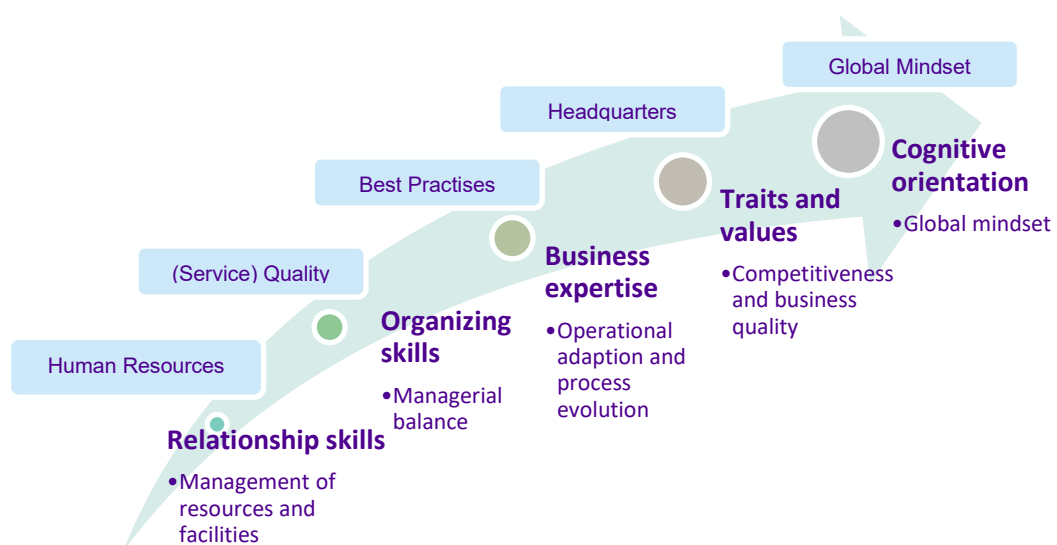 Global Mindset
Headquarters
Best Practises
(Service) Quality
Human Resources
Cognitive
orientation
•Global mindset
Traits and
values
•Competitiveness
and business
quality
Business
expertise
•Operational
adaption and
process
evolution
Organizing
skills
•Managerial
balance
Relationship skills
•Management of
resources and
facilities